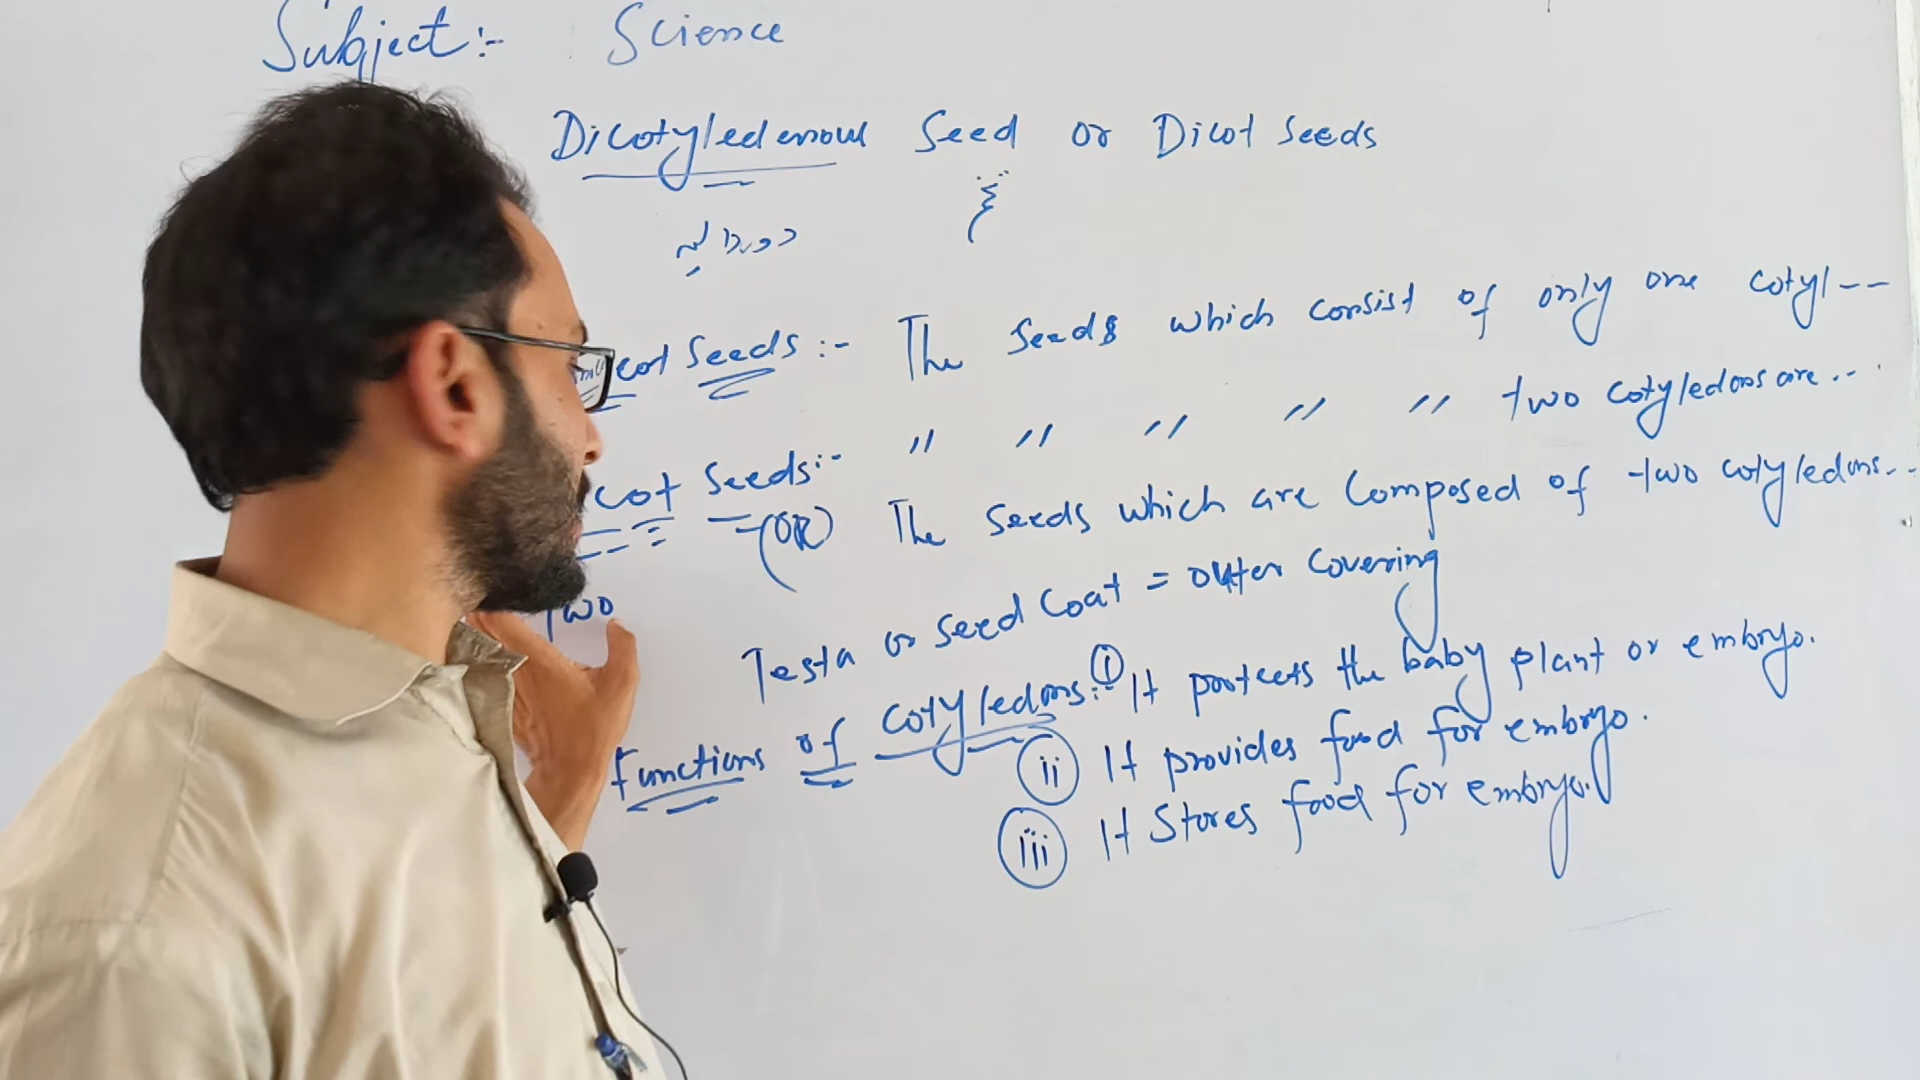 Subject:- Science
Dicotyledenous Seed or Dicot Seeds
cot Seeds :- The Seeds which consist of only one cotyl--
cot Seeds:- " " " " " two cotyledons are..
(OR) The Seeds which are Composed of two cotyledons..
Two
Testa or Seed Coat = outer covering
Functions of Cotyledons:- (i) It protects the baby plant or embryo.
(ii) It provides food for embryo.
(iii) It Stores food for embryo.